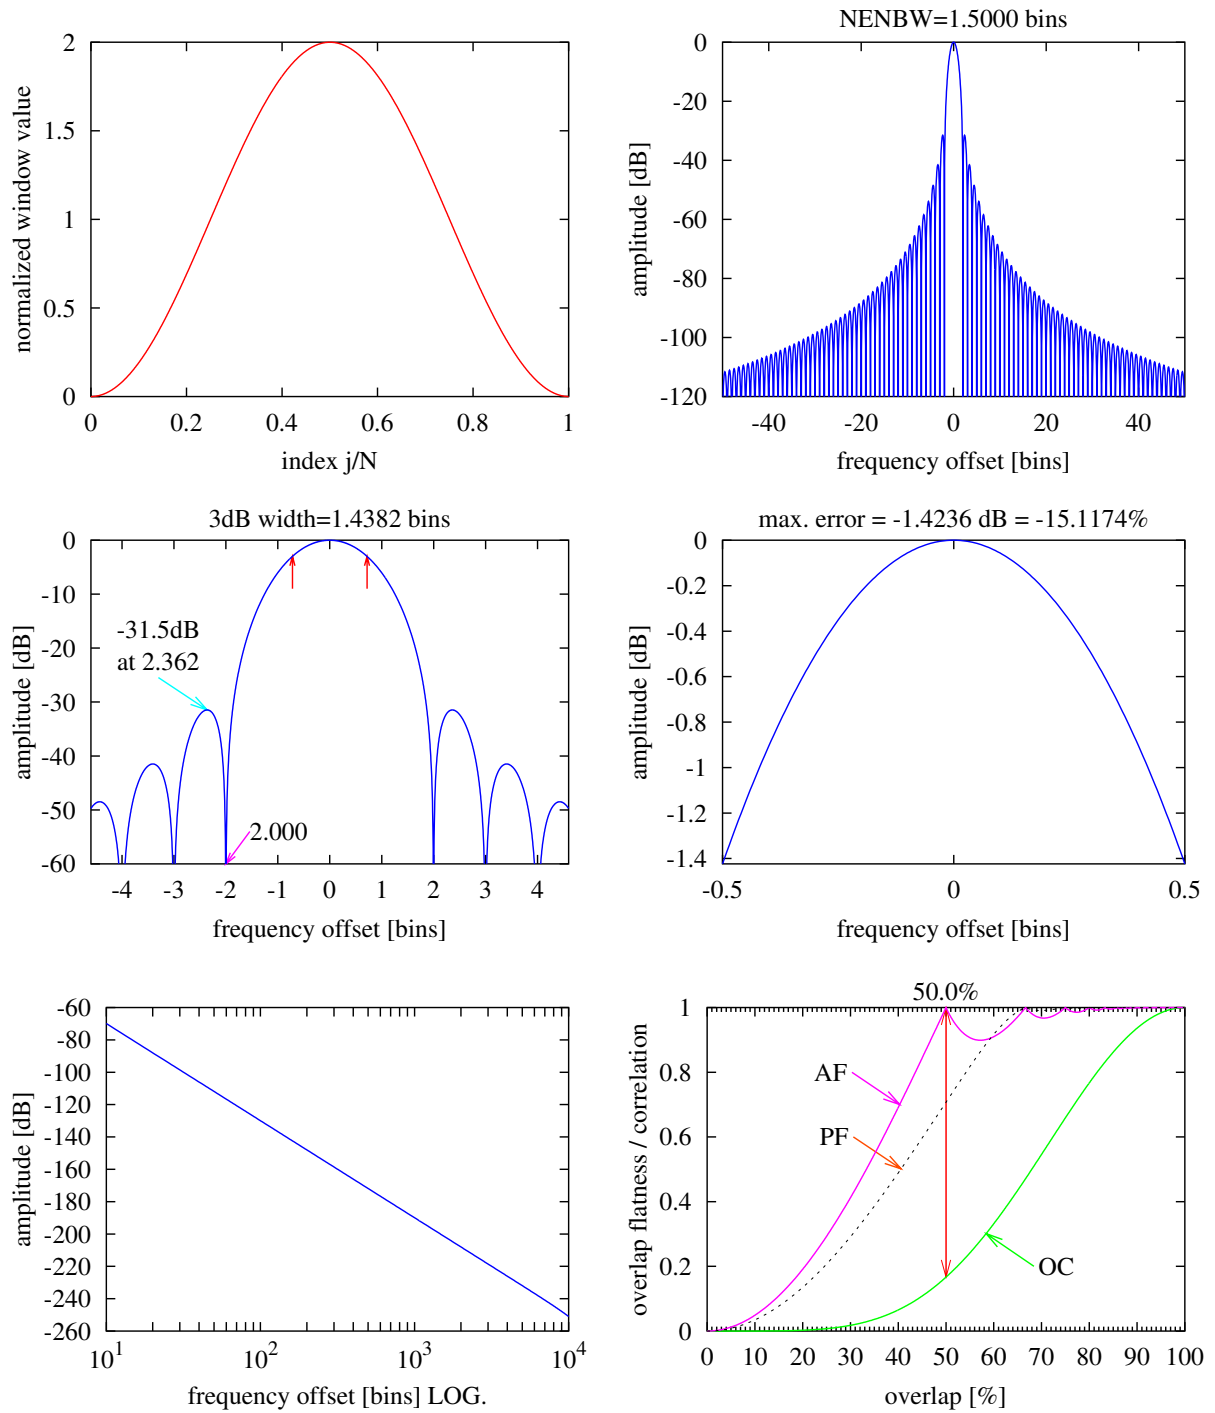 normalized window value
2
1.5
1
0.5
0
0 0.2 0.4 0.6 0.8 1
index j/N
NENBW=1.5000 bins
amplitude [dB]
0
-20
-40
-60
-80
-100
-120
-40 -20 0 20 40
frequency offset [bins]
3dB width=1.4382 bins
amplitude [dB]
0
-10
-20
-30
-40
-50
-60
-31.5dB
at 2.362
2.000
-4 -3 -2 -1 0 1 2 3 4
frequency offset [bins]
max. error = -1.4236 dB = -15.1174%
amplitude [dB]
0
-0.2
-0.4
-0.6
-0.8
-1
-1.2
-1.4
-0.5 0 0.5
frequency offset [bins]
amplitude [dB]
-60
-80
-100
-120
-140
-160
-180
-200
-220
-240
-260
10¹ 10² 10³ 10⁴
frequency offset [bins] LOG.
50.0%
overlap flatness / correlation
1
0.8
0.6
0.4
0.2
0
AF
PF
OC
0 10 20 30 40 50 60 70 80 90 100
overlap [%]